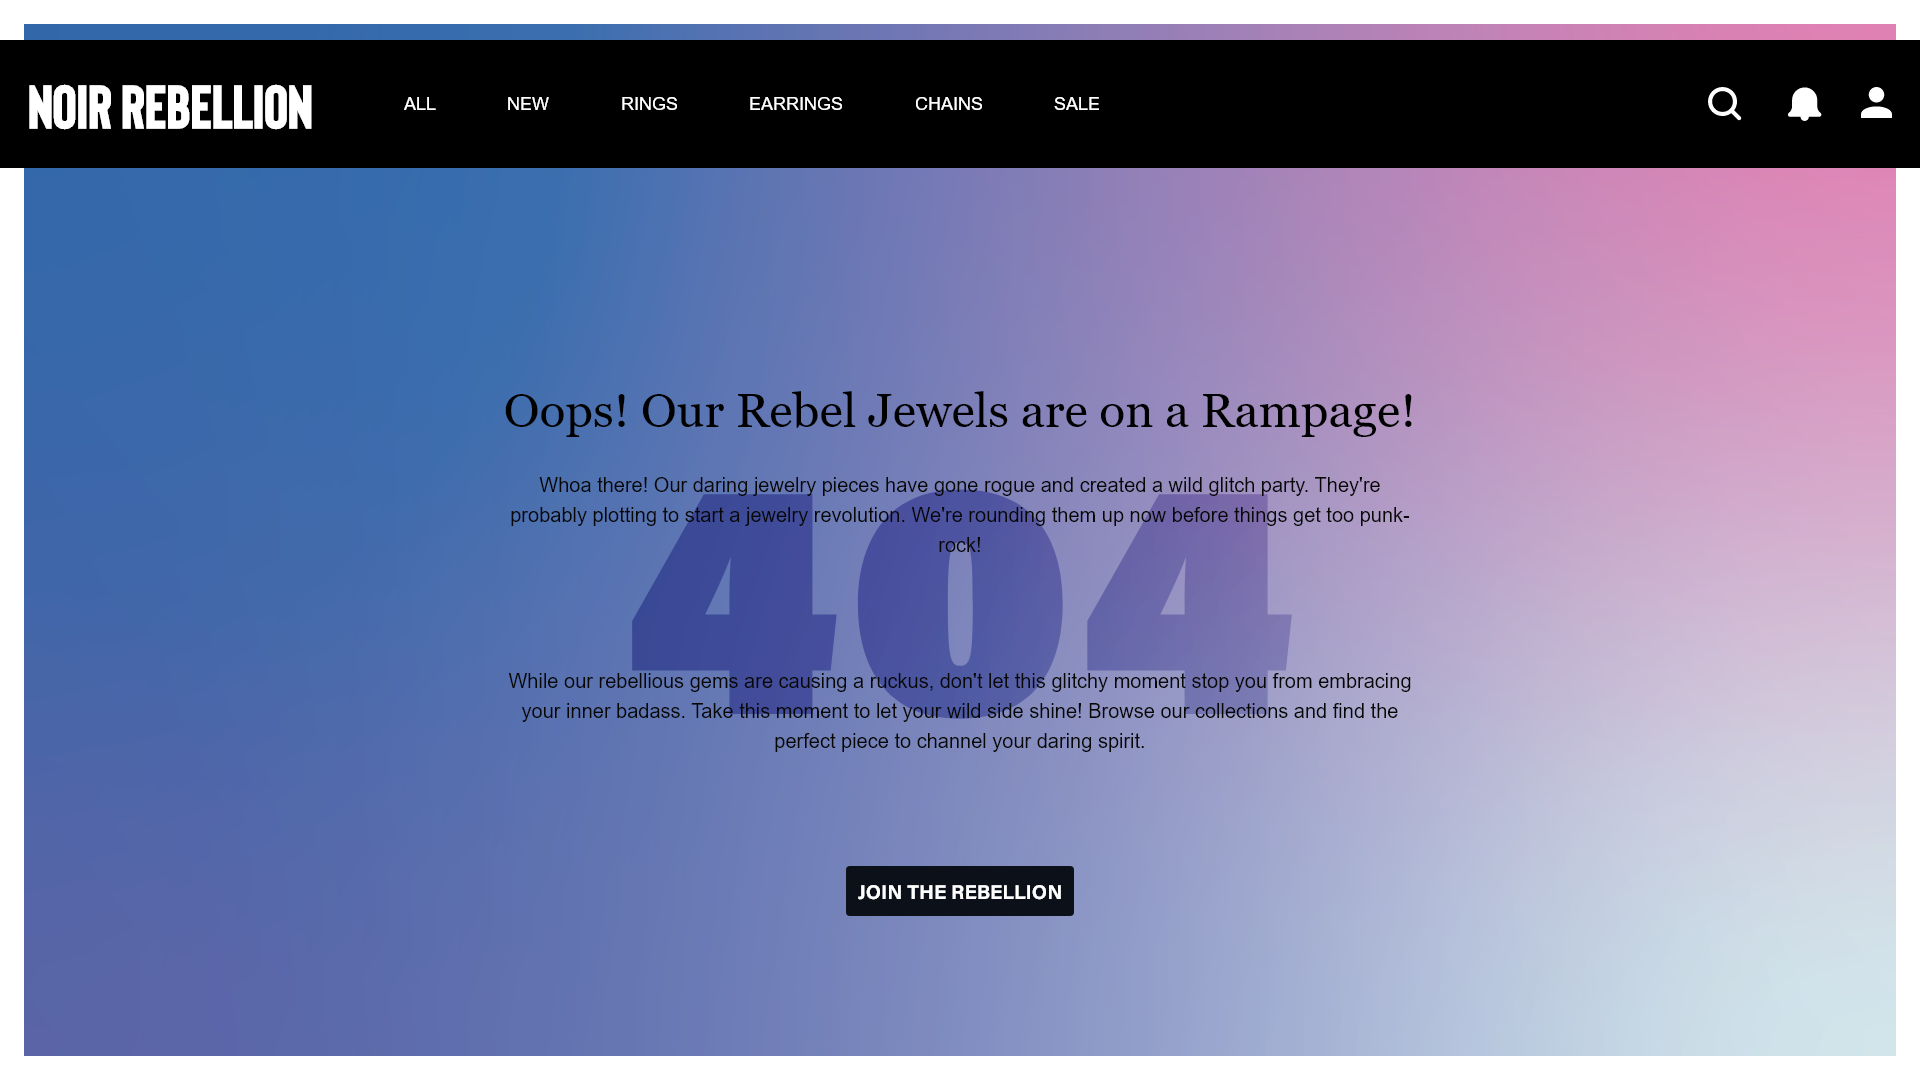 NOIR REBELLION
ALL NEW RINGS EARRINGS CHAINS SALE
Oops! Our Rebel Jewels are on a Rampage!
Whoa there! Our daring jewelry pieces have gone rogue and created a wild glitch party. They're
probably plotting to start a jewelry revolution. We're rounding them up now before things get too punk-
rock!
404
While our rebellious gems are causing a ruckus, don't let this glitchy moment stop you from embracing
your inner badass. Take this moment to let your wild side shine! Browse our collections and find the
perfect piece to channel your daring spirit.
JOIN THE REBELLION